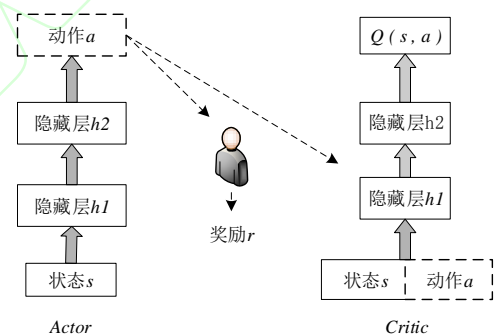 动作a
隐藏层h2
隐藏层h1
状态s
Actor
奖励r
Q(s,a)
隐藏层h2
隐藏层h1
状态s 动作a
Critic